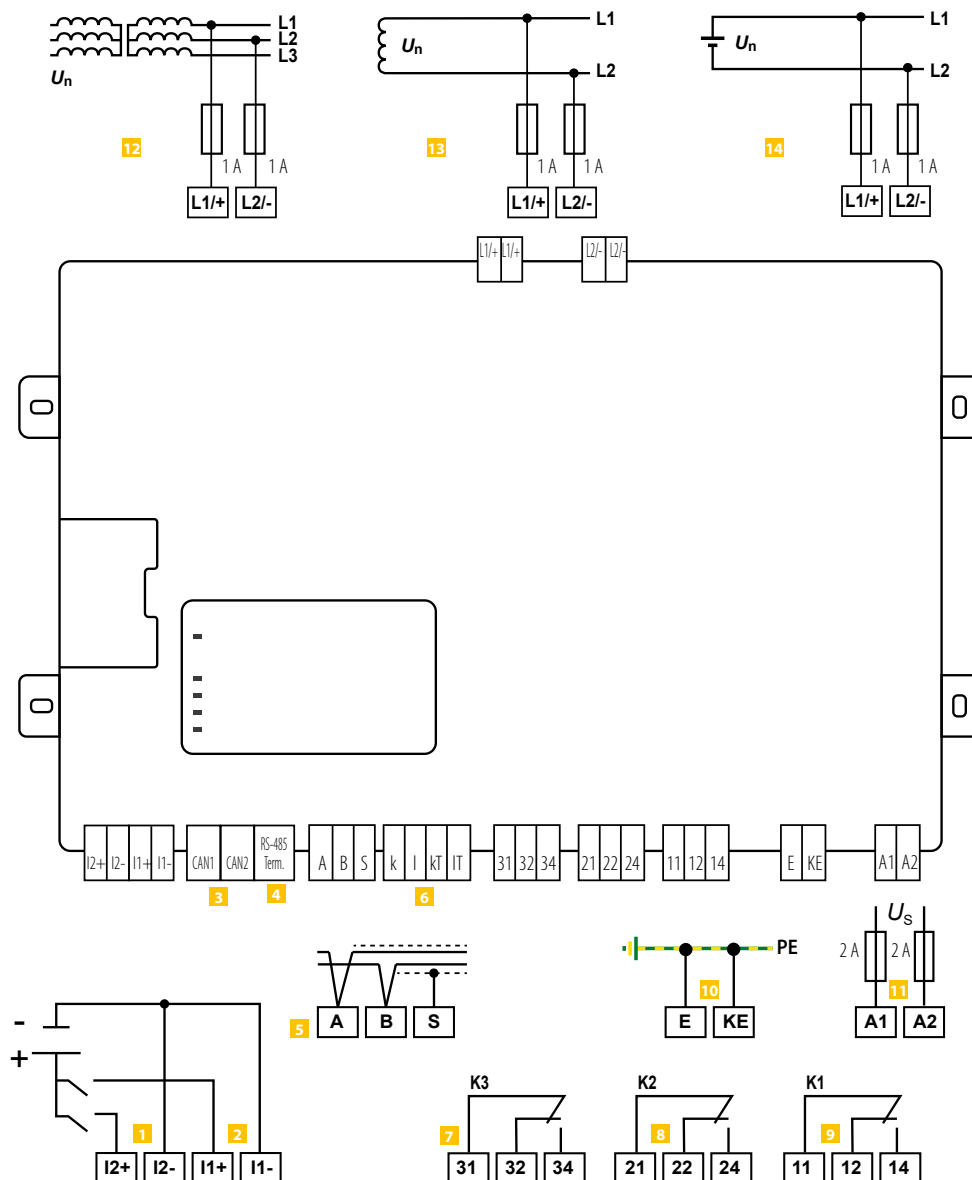 L1
L2
L3
Un
12
1 A
1 A
L1/+
L2/-
L1
Un
L2
13
1 A
1 A
L1/+
L2/-
L1
Un
L2
14
1 A
1 A
L1/+
L2/-
L1/+ L1/+ L2/- L2/-
I2+ I2- I1+ I1- CAN1 CAN2 RS-485 Term. A B S k l kT lT 31 32 34 21 22 24 11 12 14 E KE A1 A2
3
4
6
5
A
B
S
PE
10
E
KE
US
2 A
2 A
11
A1
A2
-
+
1
2
I2+
I2-
I1+
I1-
K3
7
31
32
34
K2
8
21
22
24
K1
9
11
12
14